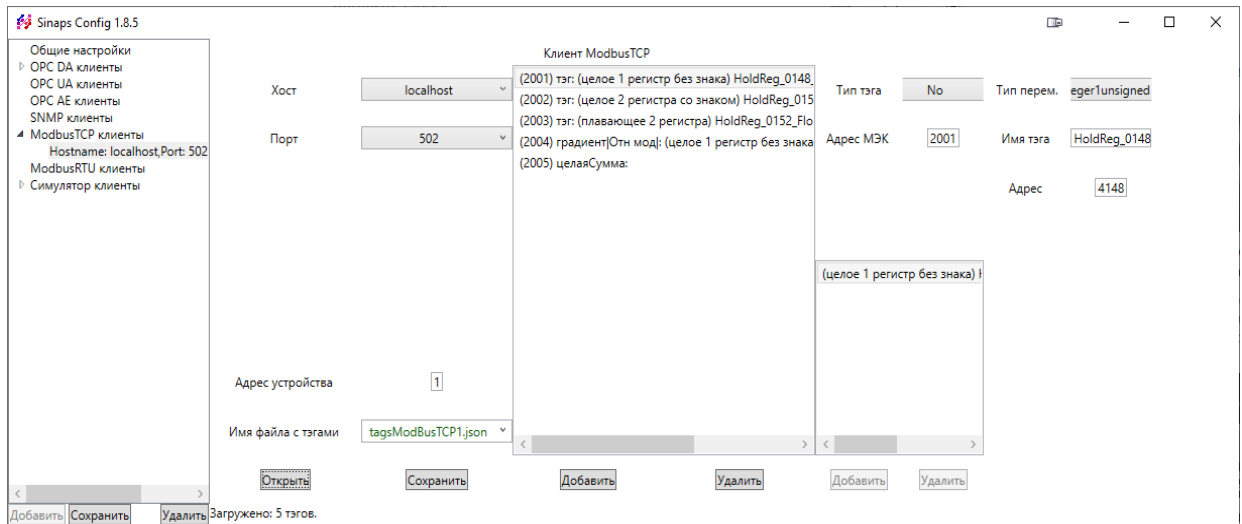 Sinaps Config 1.8.5
Общие настройки
OPC DA клиенты
OPC UA клиенты
OPC AE клиенты
SNMP клиенты
ModbusTCP клиенты
Hostname: localhost,Port: 502
ModbusRTU клиенты
Симулятор клиенты
Добавить Сохранить Удалить
Клиент ModbusTCP
Хост localhost
Порт 502
Адрес устройства 1
Имя файла с тэгами tagsModBusTCP1.json
Открыть Сохранить
(2001) тэг: (целое 1 регистр без знака) HoldReg_0148_
(2002) тэг: (целое 2 регистра со знаком) HoldReg_015
(2003) тэг: (плавающее 2 регистра) HoldReg_0152_Flo
(2004) градиент|Отн мод|: (целое 1 регистр без знака
(2005) целаяСумма:
Добавить Удалить
Тип тэга No Тип перем. eger1unsigned
Адрес МЭК 2001 Имя тэга HoldReg_0148
Адрес 4148
(целое 1 регистр без знака) H
Добавить Удалить
Загружено: 5 тэгов.